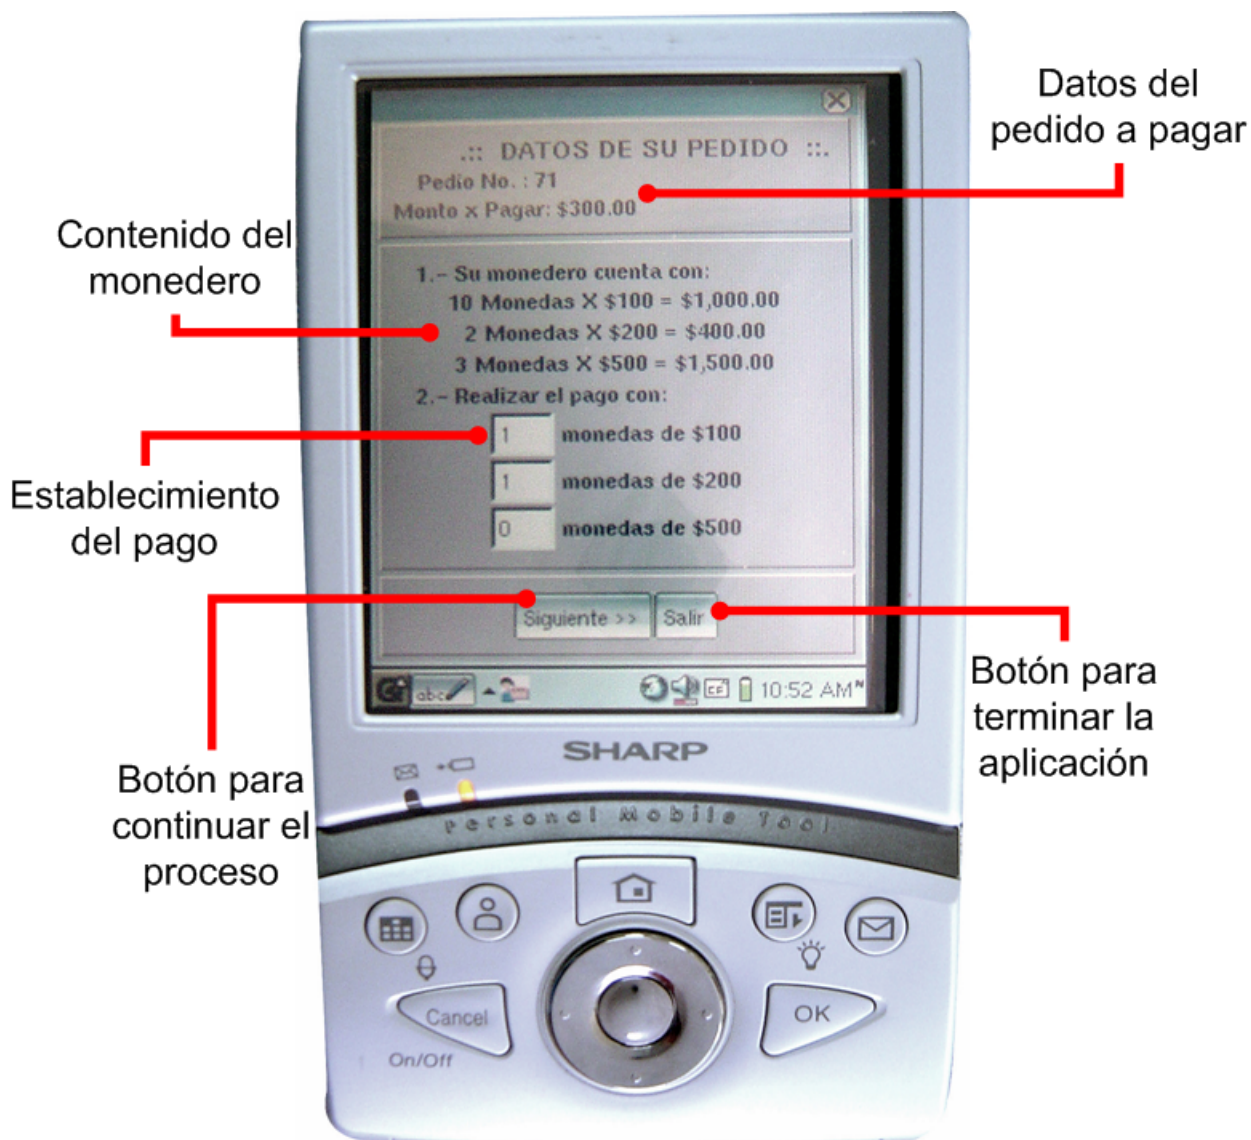 Datos del
pedido a pagar
.:: DATOS DE SU PEDIDO ::.
Pedio No. : 71
Monto x Pagar: $300.00
Contenido del
monedero
1.- Su monedero cuenta con:
10 Monedas X $100 = $1,000.00
2 Monedas X $200 = $400.00
3 Monedas X $500 = $1,500.00
2.- Realizar el pago con:
1 monedas de $100
1 monedas de $200
0 monedas de $500
Establecimiento
del pago
Siguiente >> Salir
abc CF 10:52 AM
Botón para
terminar la
aplicación
SHARP
Botón para
continuar el
proceso
Personal Mobile Tool
Cancel
OK
On/Off